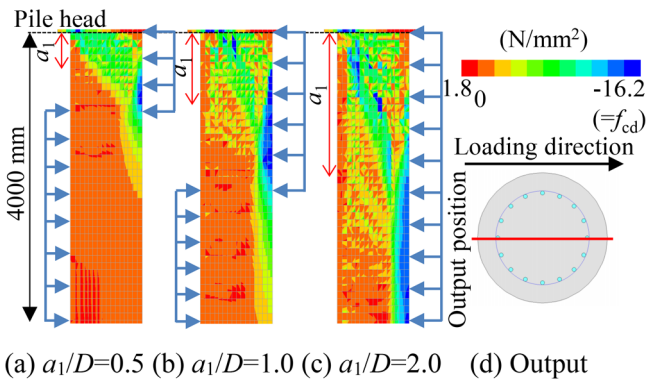 Pile head
(N/mm²)
a₁
a₁
a₁
1.8 0
-16.2
(=f_cd)
4000 mm
Loading direction
Output position
(a) a₁/D=0.5 (b) a₁/D=1.0 (c) a₁/D=2.0 (d) Output